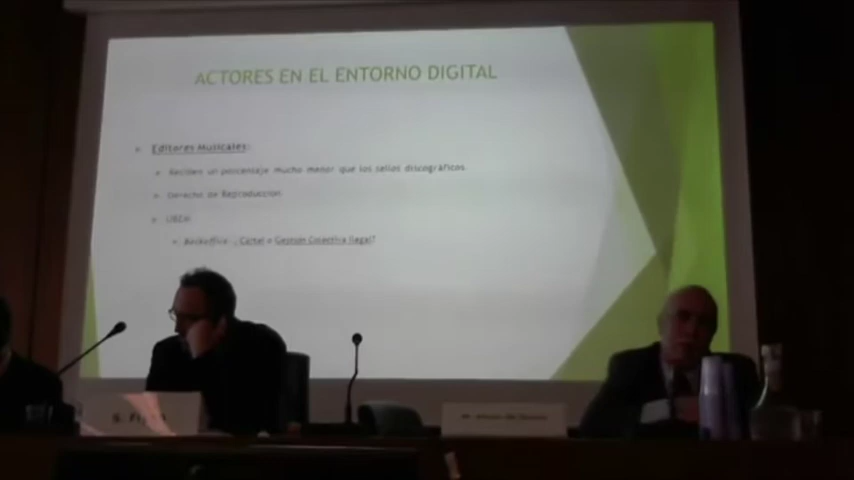 ACTORES EN EL ENTORNO DIGITAL
Editores Musicales:
Reciben un porcentaje mucho menor que los sellos discográficos.
Derecho de Reproducción
Backoffice: ¿Cartel o Gestión Colectiva Ilegal?
S.